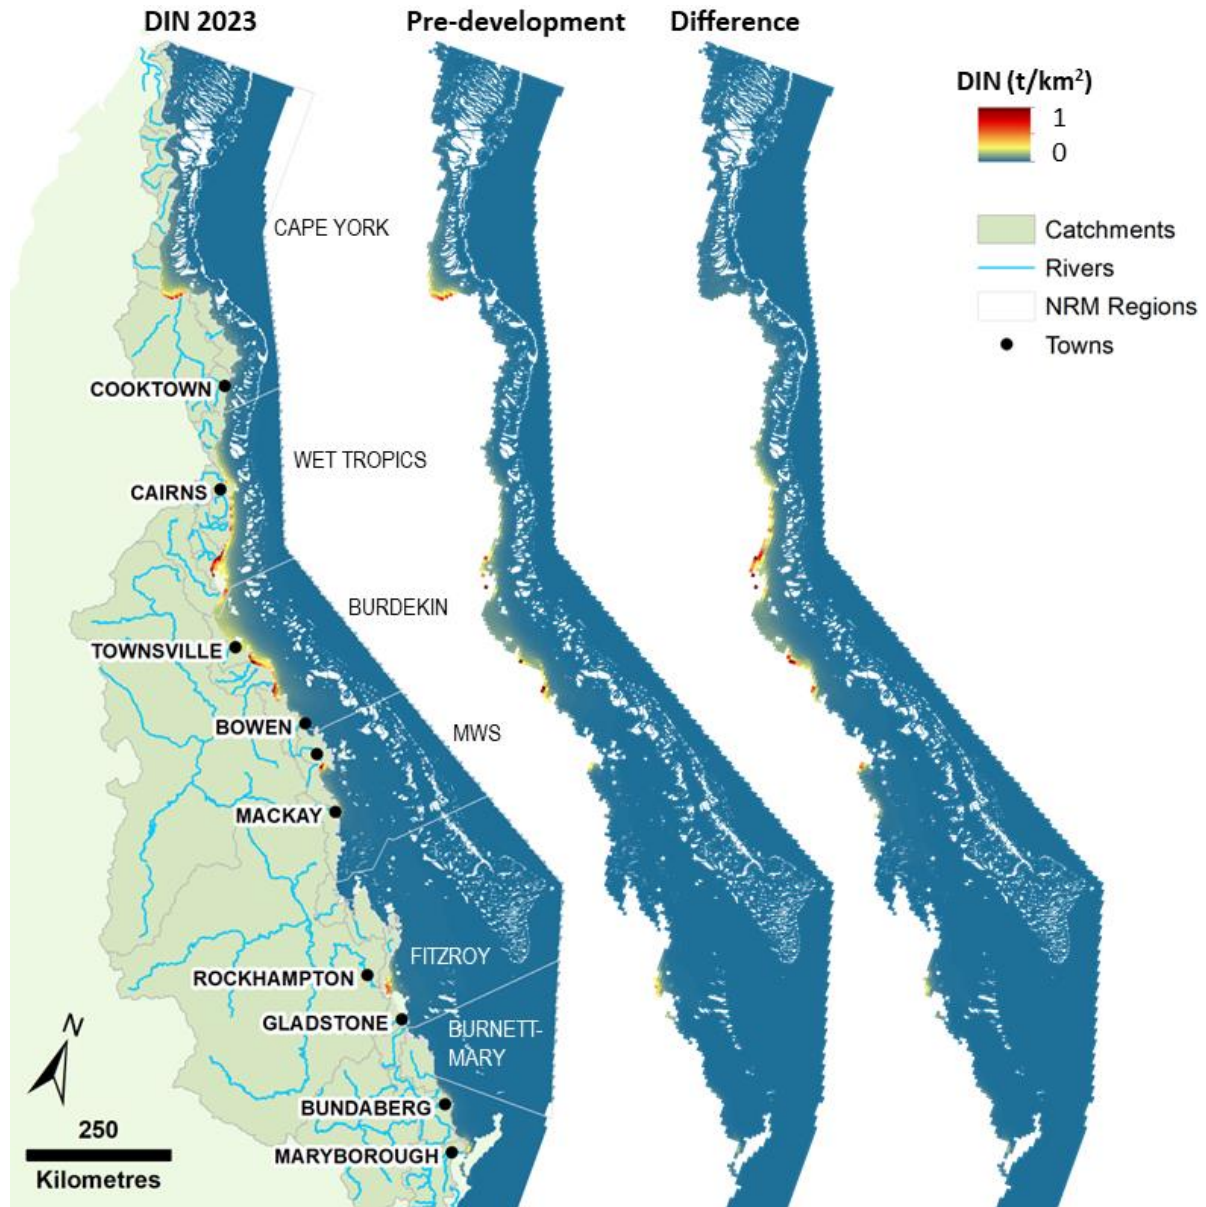 DIN 2023
Pre-development
Difference
DIN (t/km²)
1
0
Catchments
Rivers
NRM Regions
Towns
CAPE YORK
COOKTOWN
WET TROPICS
CAIRNS
BURDEKIN
TOWNSVILLE
BOWEN
MWS
MACKAY
FITZROY
ROCKHAMPTON
GLADSTONE
BURNETT-
MARY
N
BUNDABERG
250
Kilometres
MARYBOROUGH